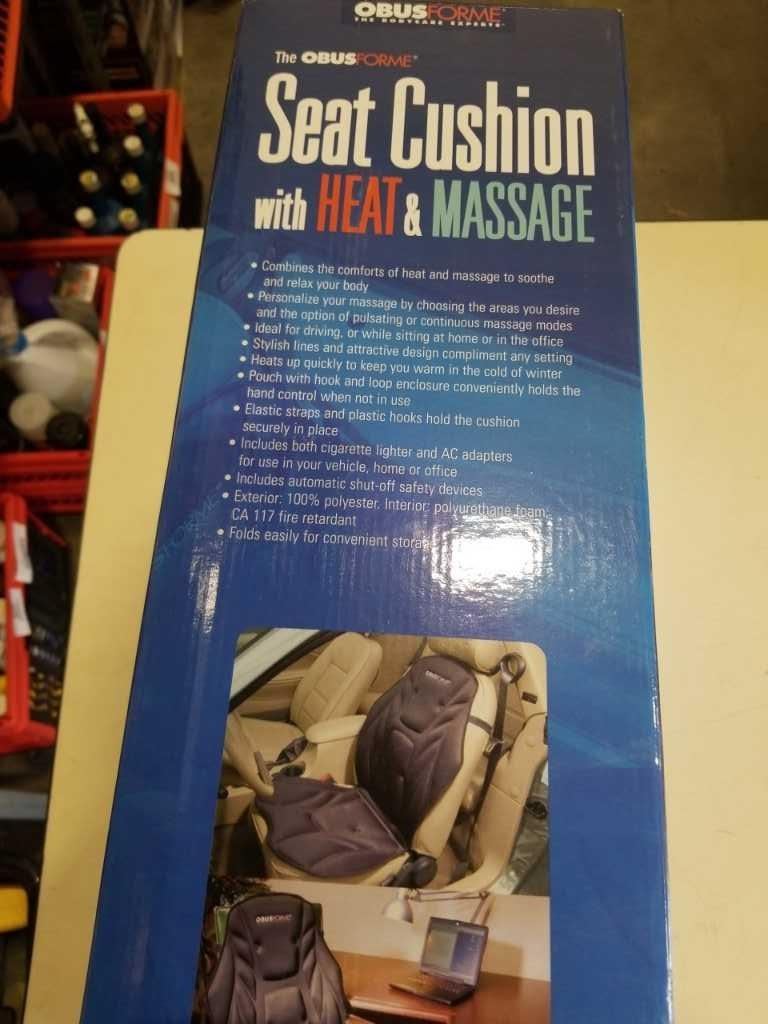 OBUSFORME
THE BODYCARE EXPERTS
The OBUSFORME
Seat Cushion
with HEAT & MASSAGE
• Combines the comforts of heat and massage to soothe
and relax your body
• Personalize your massage by choosing the areas you desire
and the option of pulsating or continuous massage modes
• Ideal for driving, or while sitting at home or in the office
• Stylish lines and attractive design compliment any setting
• Heats up quickly to keep you warm in the cold of winter
• Pouch with hook and loop enclosure conveniently holds the
hand control when not in use
• Elastic straps and plastic hooks hold the cushion
securely in place
• Includes both cigarette lighter and AC adapters
for use in your vehicle, home or office
• Includes automatic shut-off safety devices
• Exterior: 100% polyester. Interior: polyurethane foam,
CA 117 fire retardant
• Folds easily for convenient
OBUSFORME